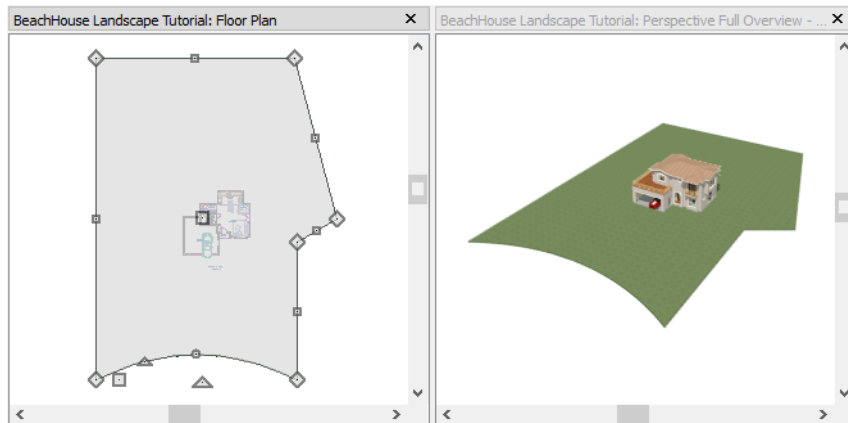 BeachHouse Landscape Tutorial: Floor Plan
BeachHouse Landscape Tutorial: Perspective Full Overview - ...